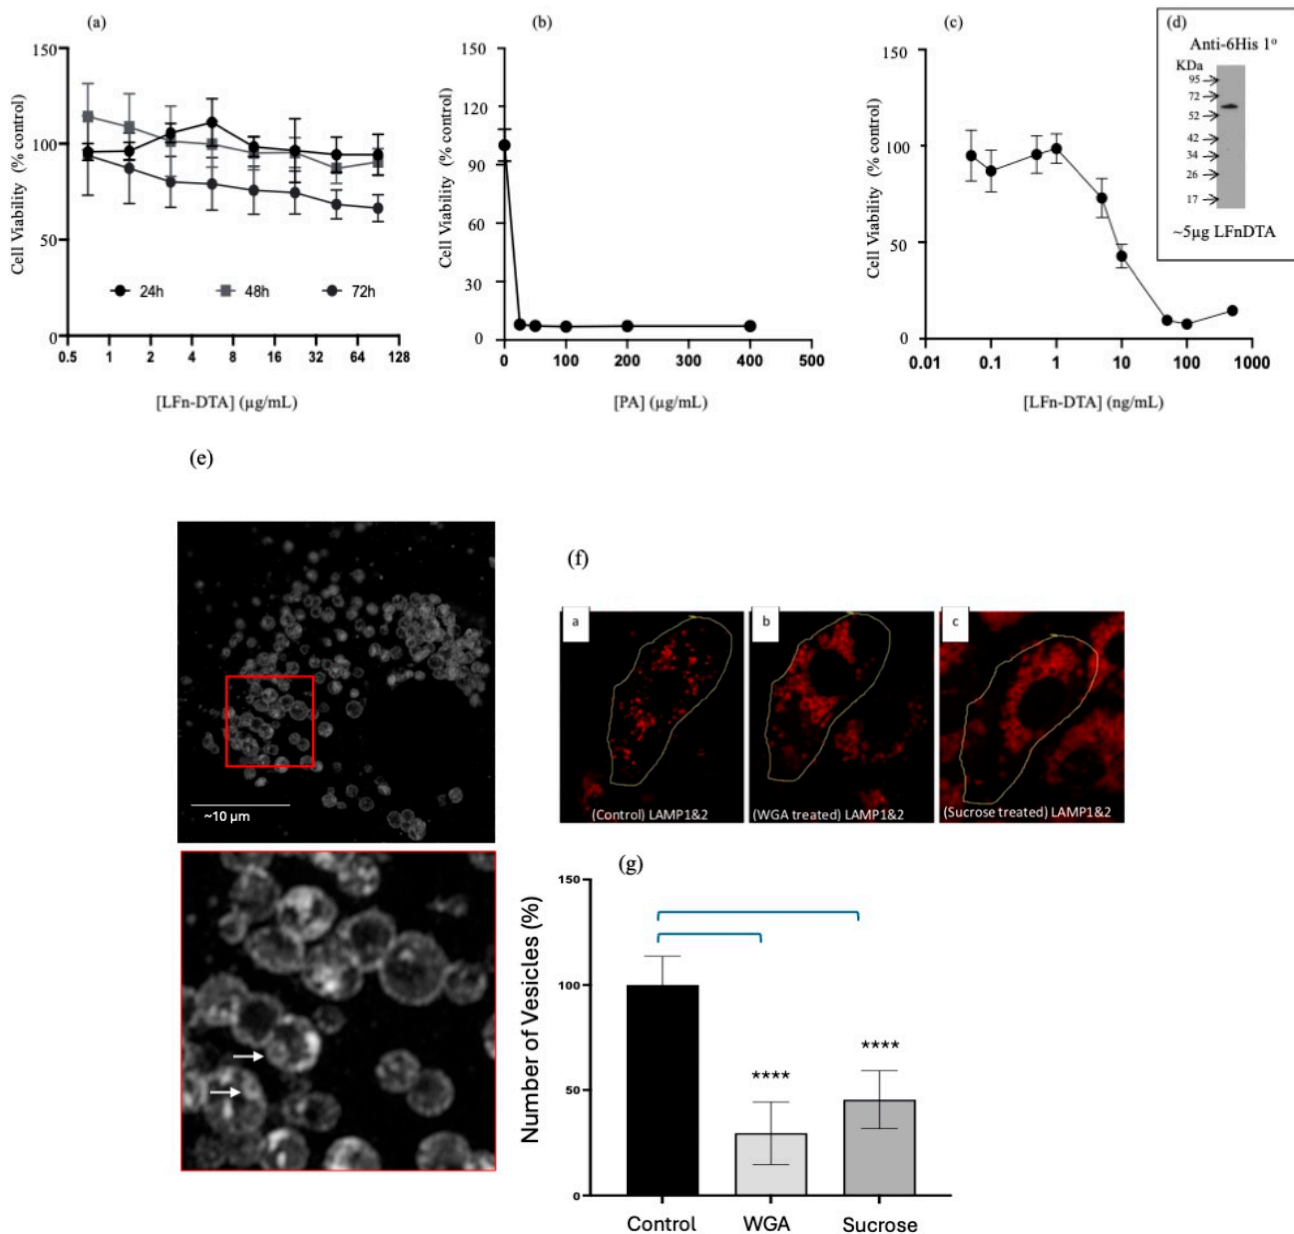 (a)
150
100
50
0
Cell Viability (% control)
24h
48h
72h
0.5 1 2 4 8 16 32 64 128
[LFn-DTA] (µg/mL)
(b)
150
120
90
60
30
0
Cell Viability (% control)
0 100 200 300 400 500
[PA] (µg/mL)
(c)
150
100
50
0
Cell Viability (% control)
0.01 0.1 1 10 100 1000
[LFn-DTA] (ng/mL)
(d)
Anti-6His 1°
KDa
95
72
52
42
34
26
17
~5µg LFnDTA
(e)
~10 µm
(f)
a
(Control) LAMP1&2
b
(WGA treated) LAMP1&2
c
(Sucrose treated) LAMP1&2
(g)
150
100
50
0
Number of Vesicles (%)
****
****
Control WGA Sucrose